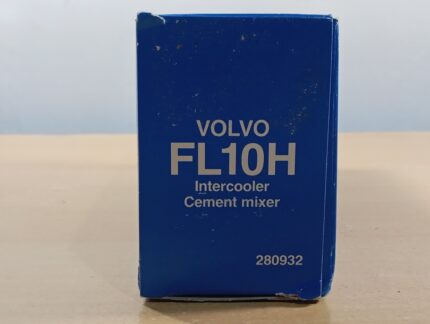 VOLVO
FL10H
Intercooler
Cement mixer
280932